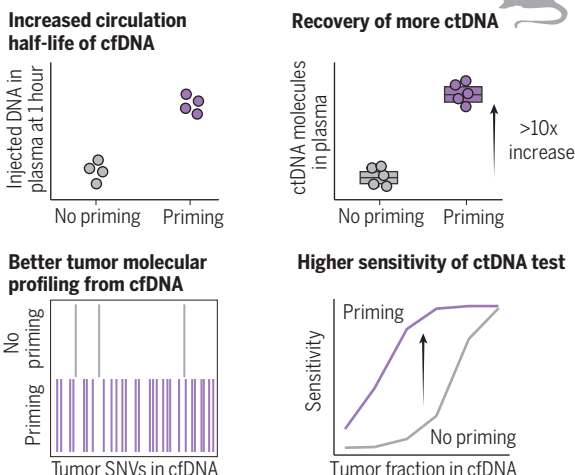 Increased circulation
half-life of cfDNA
Injected DNA in
plasma at 1 hour
No priming
Priming
Recovery of more ctDNA
ctDNA molecules
in plasma
>10x
increase
No priming
Priming
Better tumor molecular
profiling from cfDNA
No
priming
Priming
Tumor SNVs in cfDNA
Higher sensitivity of ctDNA test
Sensitivity
Priming
No priming
Tumor fraction in cfDNA